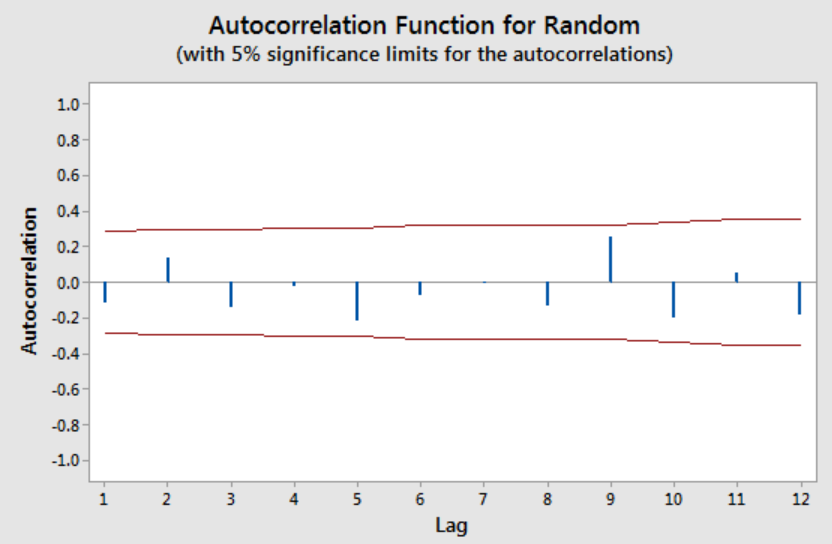 Autocorrelation Function for Random
(with 5% significance limits for the autocorrelations)
Autocorrelation
1.0
0.8
0.6
0.4
0.2
0.0
-0.2
-0.4
-0.6
-0.8
-1.0
1 2 3 4 5 6 7 8 9 10 11 12
Lag